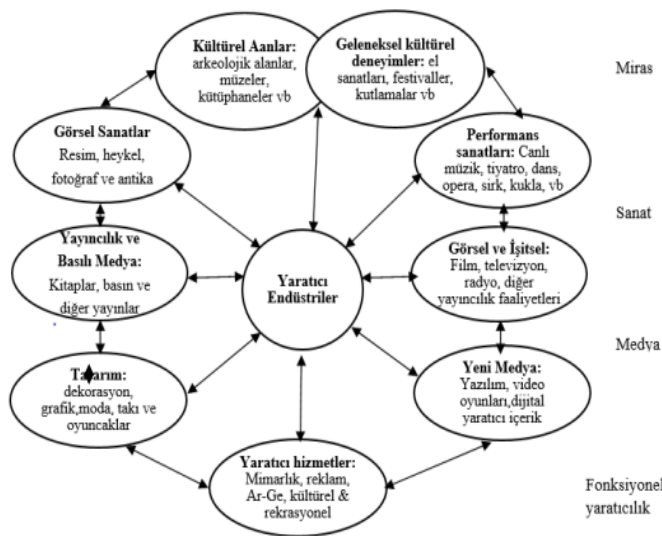 Kültürel Aanlar:
arkeolojik alanlar,
müzeler,
kütüphaneler vb
Geleneksel kültürel
deneyimler: el
sanatları, festivaller,
kutlamalar vb
Miras
Görsel Sanatlar
Resim, heykel,
fotoğraf ve antika
Performans
sanatları: Canlı
müzik, tiyatro, dans,
opera, sirk, kukla, vb
Sanat
Yayıncılık ve
Basılı Medya:
Kitaplar, basın ve
diğer yayınlar
Yaratıcı
Endüstriler
Görsel ve İşitsel:
Film, televizyon,
radyo, diğer
yayıncılık faaliyetleri
Medya
Tasarım:
dekorasyon,
grafik,moda, takı ve
oyuncaklar
Yeni Medya:
Yazılım, video
oyunları,dijital
yaratıcı içerik
Yaratıcı hizmetler:
Mimarlık, reklam,
Ar-Ge, kültürel &
rekrasyonel
Fonksiyonel
yaratıcılık